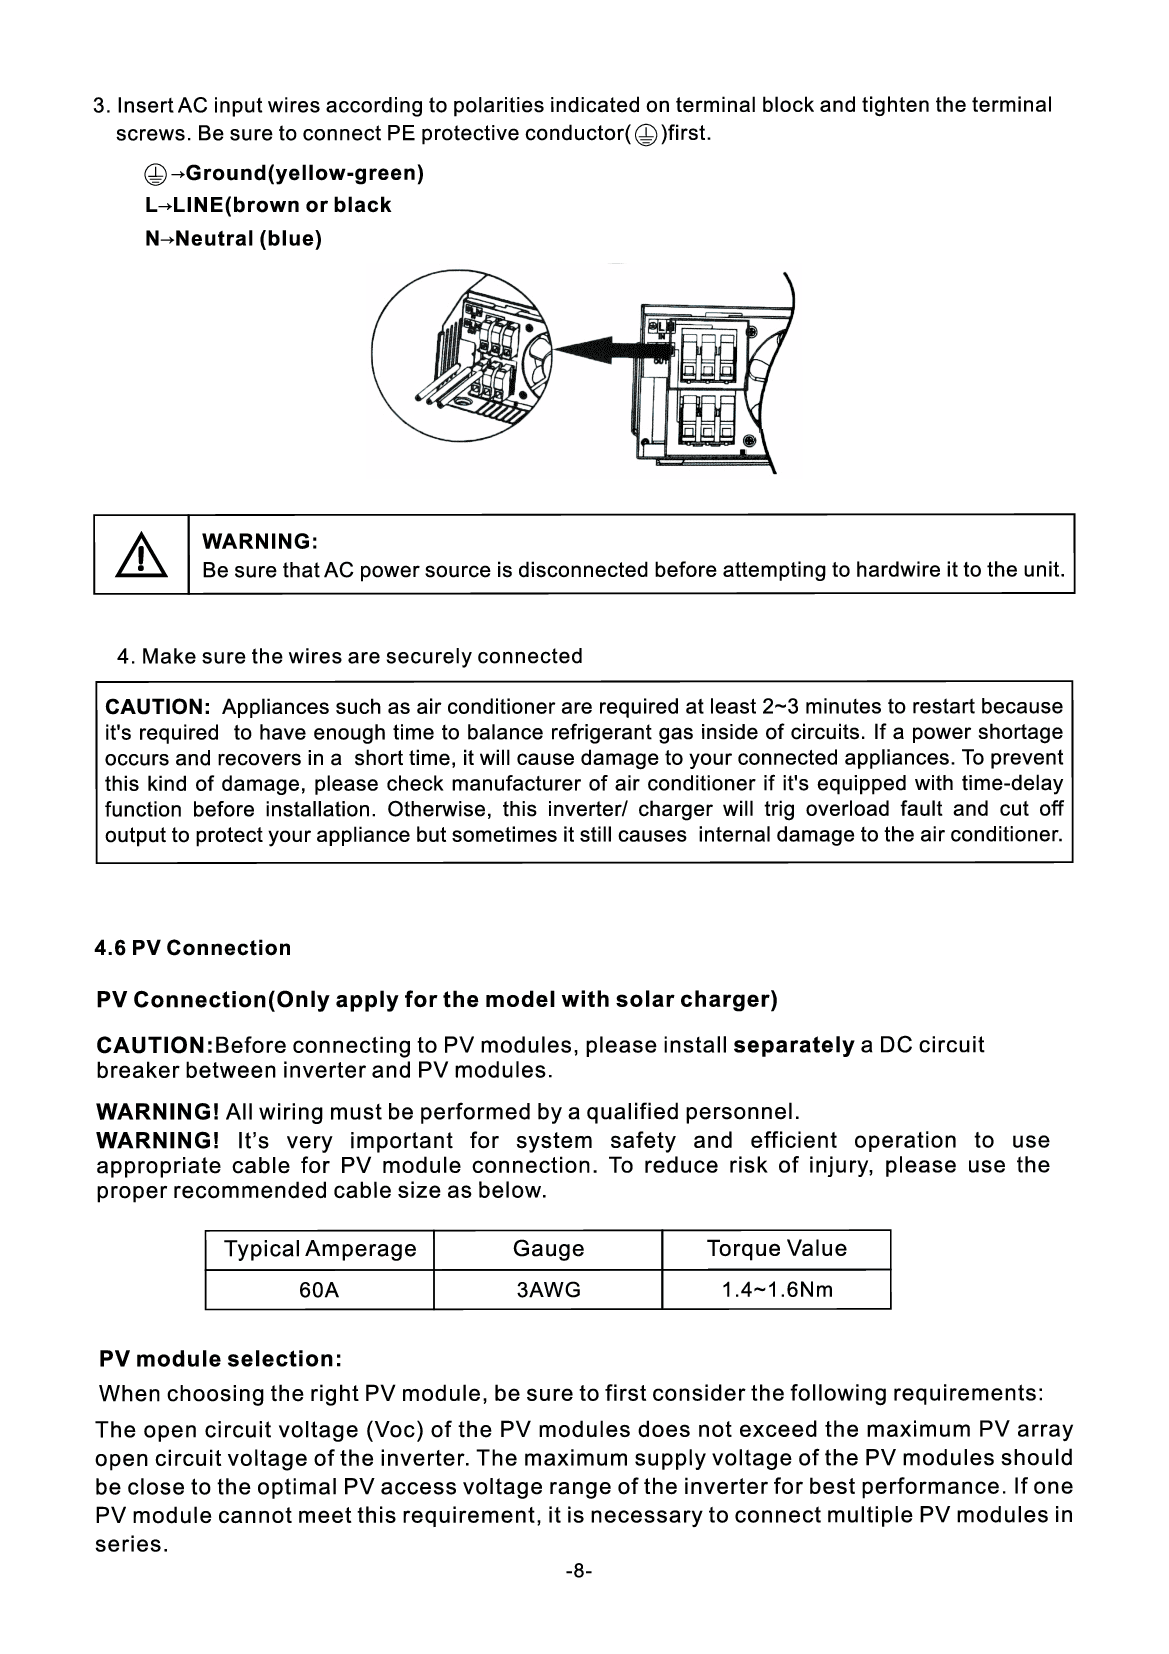 3. Insert AC input wires according to polarities indicated on terminal block and tighten the terminal
screws. Be sure to connect PE protective conductor(⏚)first.
⏚→Ground(yellow-green)
L→LINE(brown or black
N→Neutral (blue)
L
IN
WARNING:
Be sure that AC power source is disconnected before attempting to hardwire it to the unit.
4. Make sure the wires are securely connected
CAUTION: Appliances such as air conditioner are required at least 2~3 minutes to restart because
it's required to have enough time to balance refrigerant gas inside of circuits. If a power shortage
occurs and recovers in a short time, it will cause damage to your connected appliances. To prevent
this kind of damage, please check manufacturer of air conditioner if it's equipped with time-delay
function before installation. Otherwise, this inverter/ charger will trig overload fault and cut off
output to protect your appliance but sometimes it still causes internal damage to the air conditioner.
4.6 PV Connection
PV Connection(Only apply for the model with solar charger)
CAUTION:Before connecting to PV modules, please install separately a DC circuit
breaker between inverter and PV modules.
WARNING! All wiring must be performed by a qualified personnel.
WARNING! It's very important for system safety and efficient operation to use
appropriate cable for PV module connection. To reduce risk of injury, please use the
proper recommended cable size as below.
Typical Amperage Gauge Torque Value
60A 3AWG 1.4~1.6Nm
PV module selection:
When choosing the right PV module, be sure to first consider the following requirements:
The open circuit voltage (Voc) of the PV modules does not exceed the maximum PV array
open circuit voltage of the inverter. The maximum supply voltage of the PV modules should
be close to the optimal PV access voltage range of the inverter for best performance. If one
PV module cannot meet this requirement, it is necessary to connect multiple PV modules in
series.
-8-